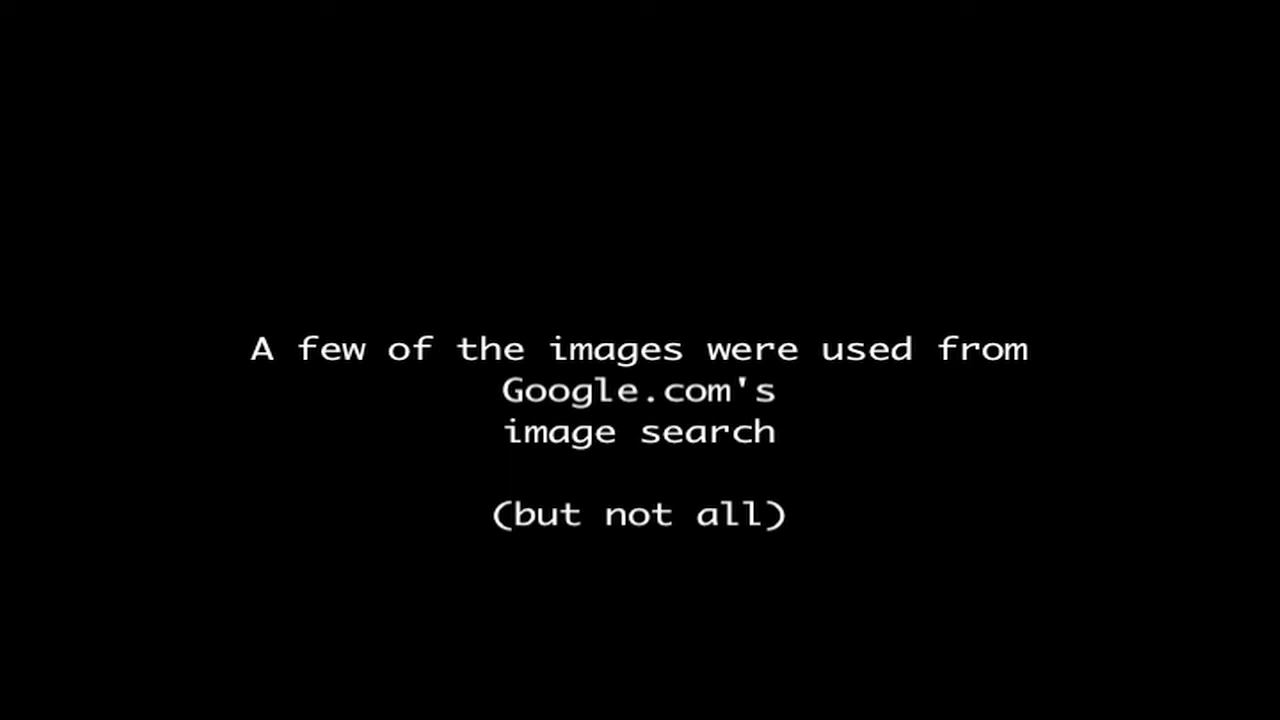 A few of the images were used from
Google.com's
image search
(but not all)